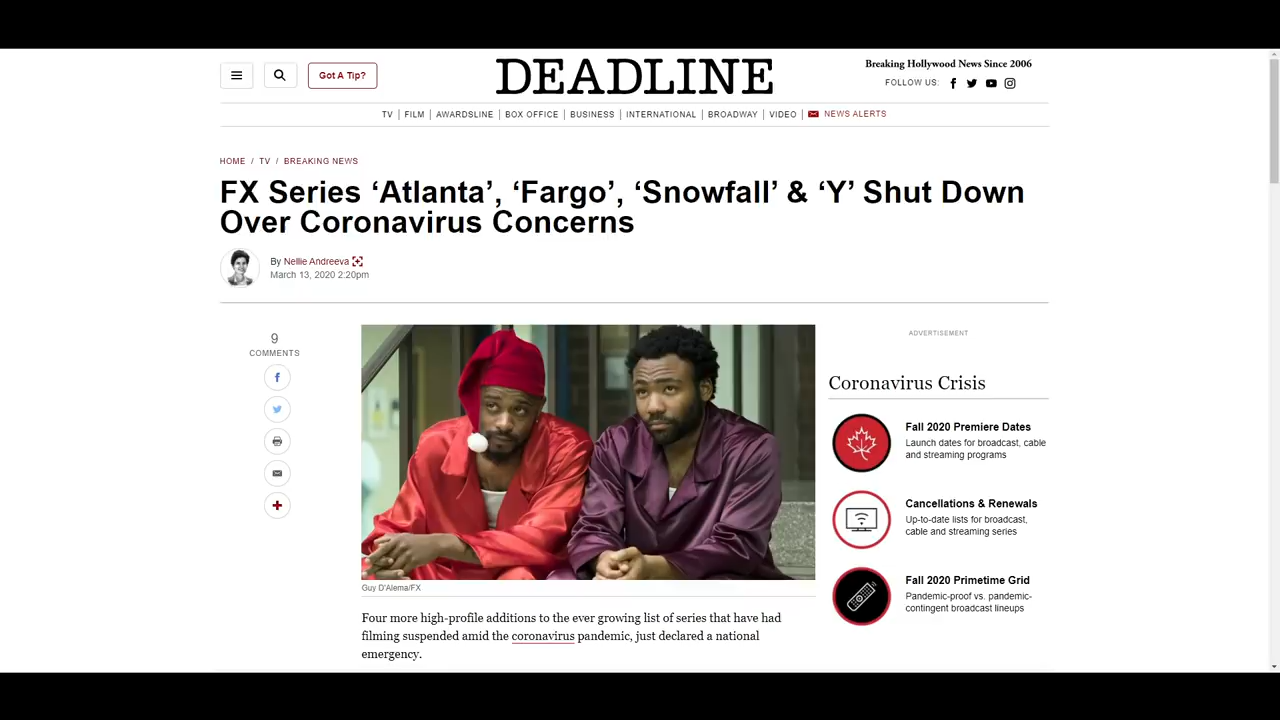 Got A Tip?
DEADLINE
Breaking Hollywood News Since 2006
FOLLOW US:
TV | FILM | AWARDSLINE | BOX OFFICE | BUSINESS | INTERNATIONAL | BROADWAY | VIDEO | NEWS ALERTS
HOME / TV / BREAKING NEWS
FX Series ‘Atlanta’, ‘Fargo’, ‘Snowfall’ & ‘Y’ Shut Down
Over Coronavirus Concerns
By Nellie Andreeva
March 13, 2020 2:20pm
9
COMMENTS
Guy D'Alema/FX
Four more high-profile additions to the ever growing list of series that have had
filming suspended amid the coronavirus pandemic, just declared a national
emergency.
ADVERTISEMENT
Coronavirus Crisis
Fall 2020 Premiere Dates
Launch dates for broadcast, cable
and streaming programs
Cancellations & Renewals
Up-to-date lists for broadcast,
cable and streaming series
Fall 2020 Primetime Grid
Pandemic-proof vs. pandemic-
contingent broadcast lineups